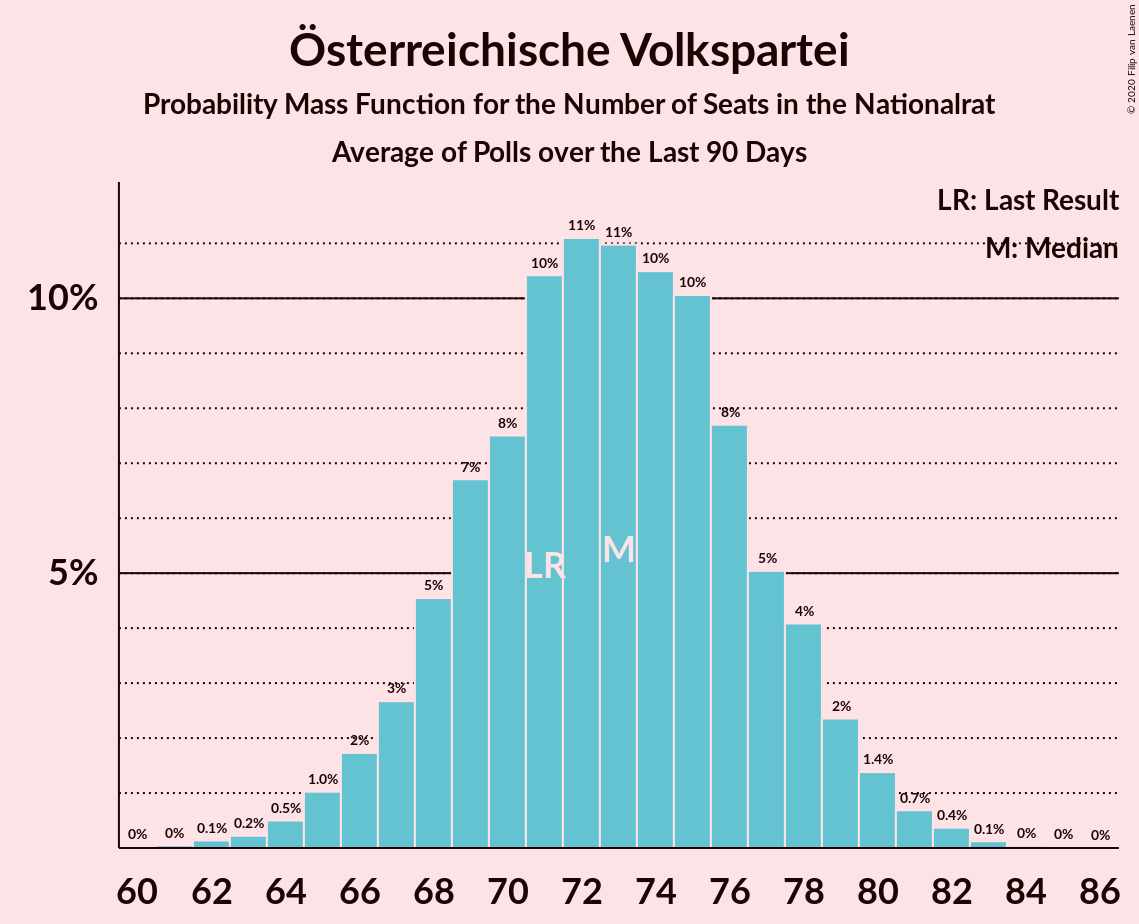 Österreichische Volkspartei
Probability Mass Function for the Number of Seats in the Nationalrat
Average of Polls over the Last 90 Days
© 2020 Filip van Laenen
LR: Last Result
M: Median
10%
5%
0% 0% 0.1% 0.2% 0.5% 1.0% 2% 3% 5% 7% 8% 10% 11% 11% 10% 10% 8% 5% 4% 2% 1.4% 0.7% 0.4% 0.1% 0% 0% 0%
LR M
60 62 64 66 68 70 72 74 76 78 80 82 84 86